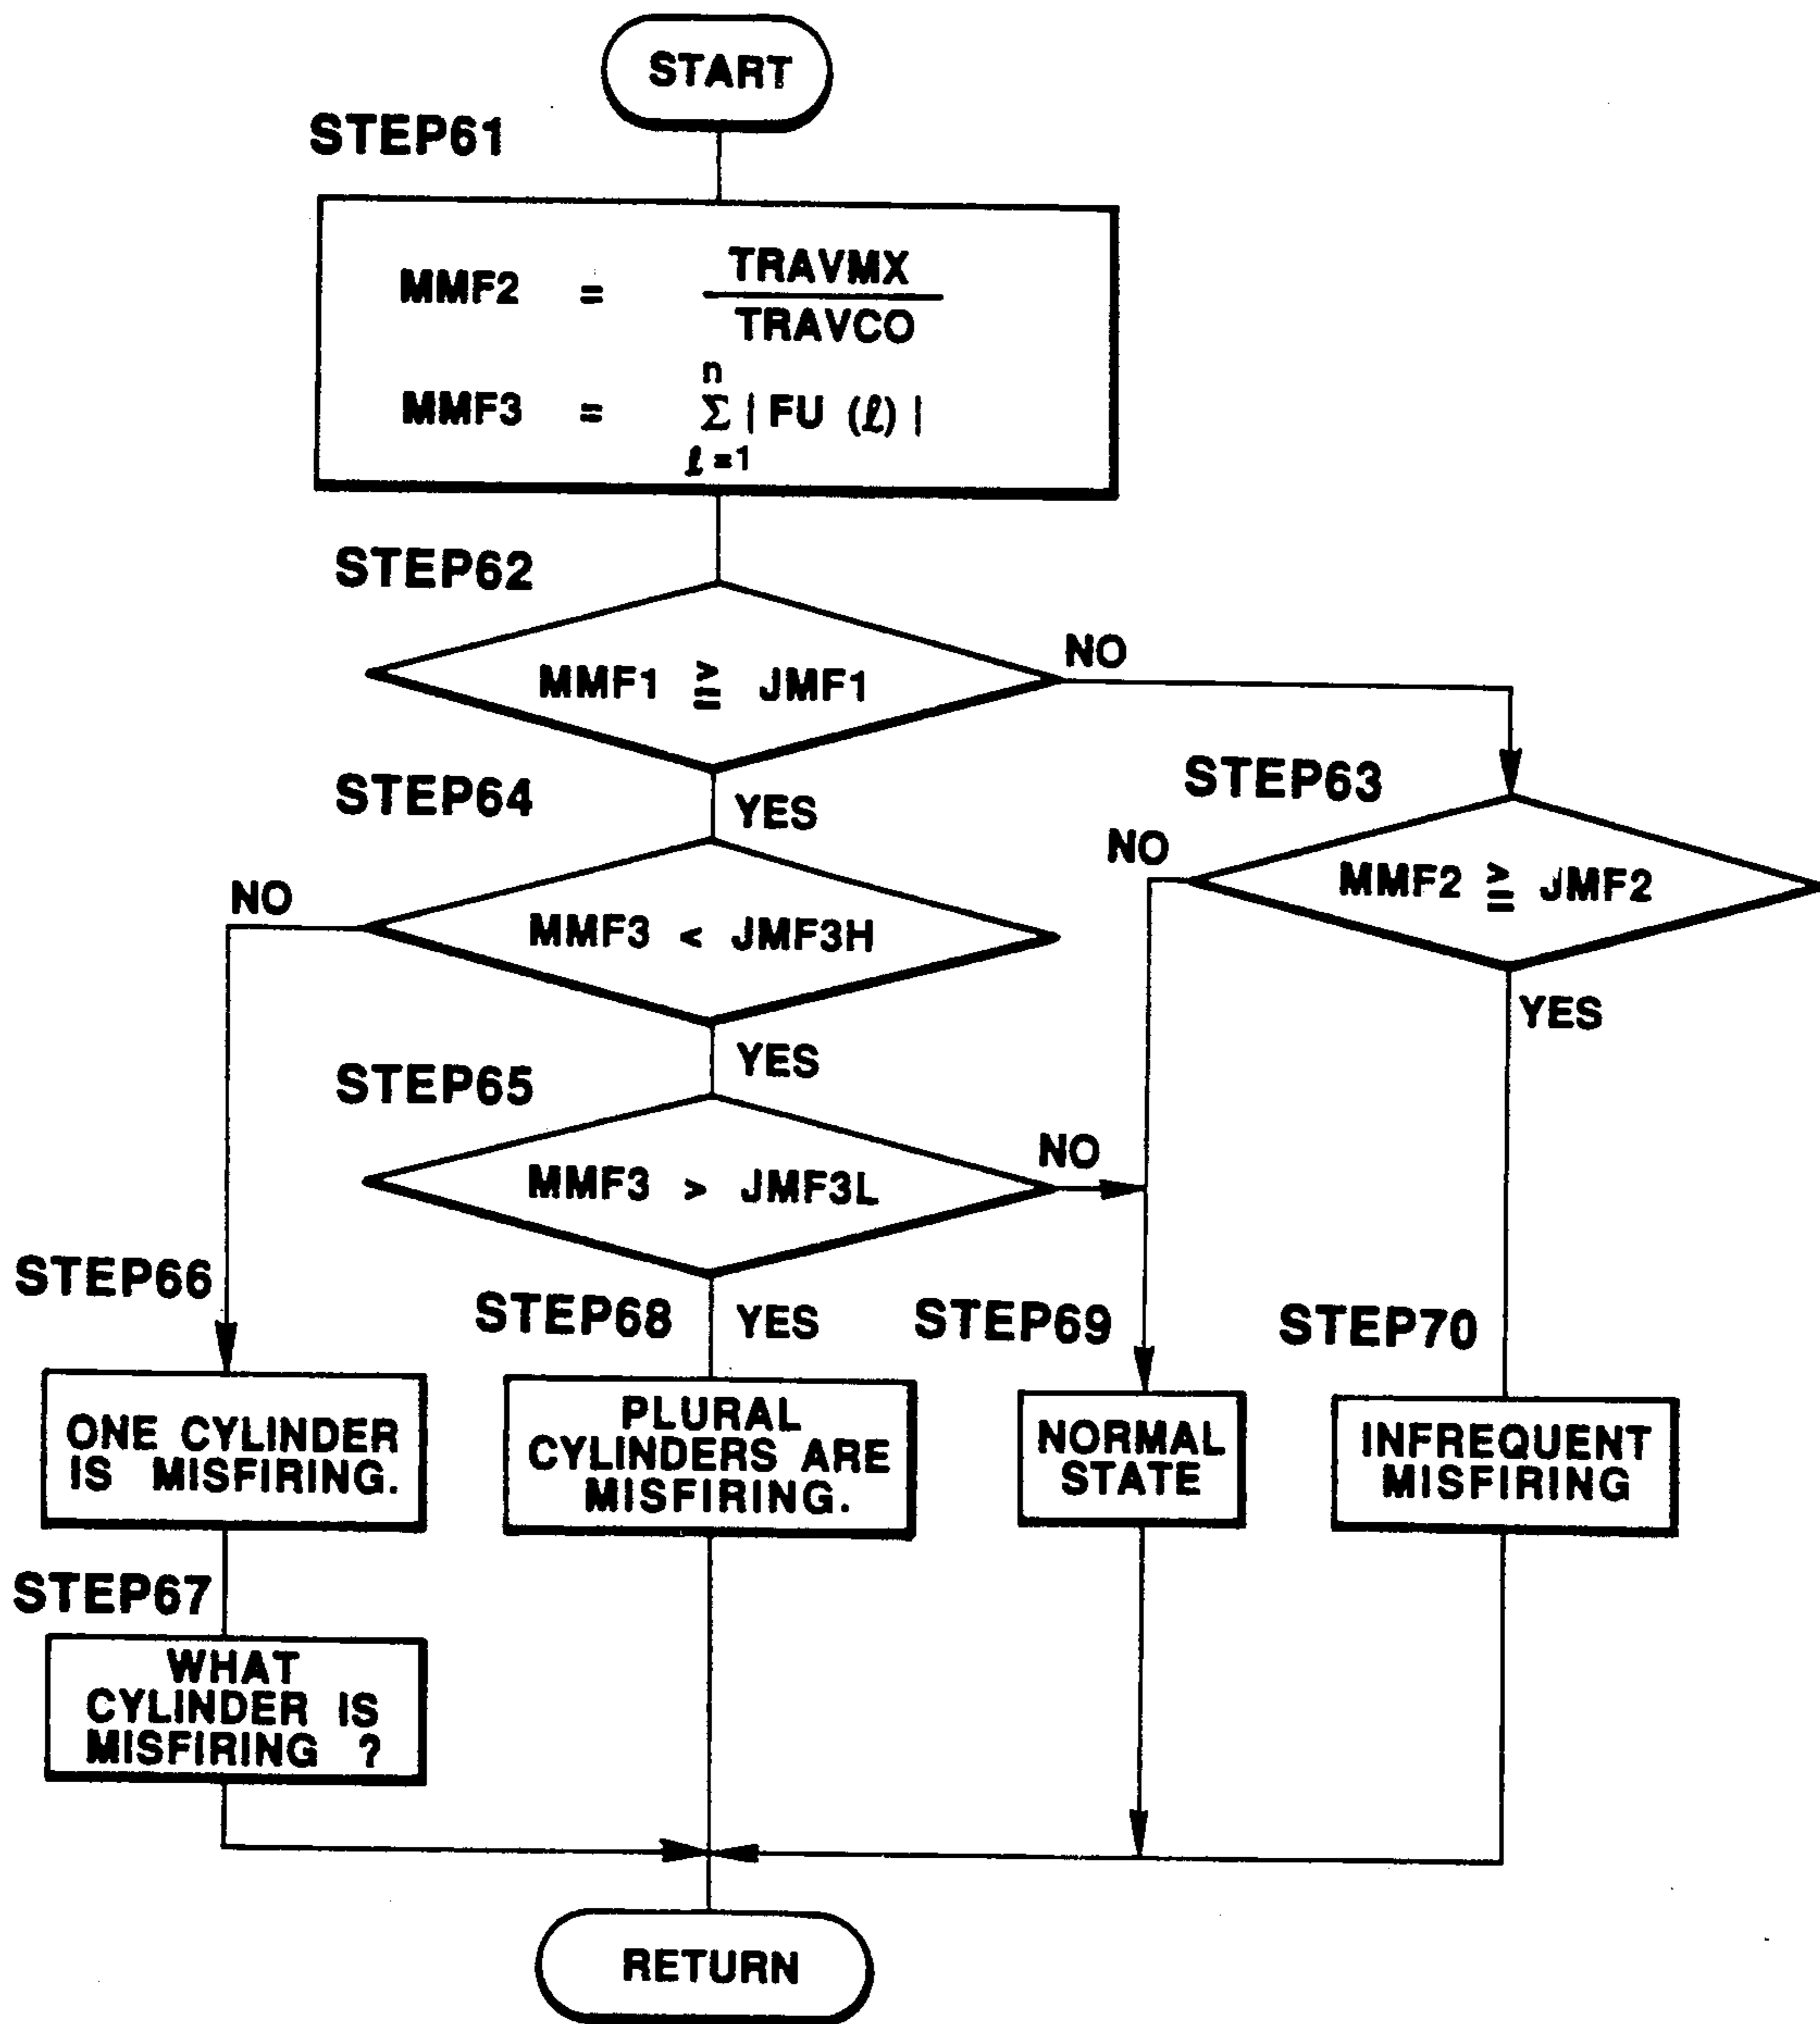 START
STEP61
MMF2 = TRAVMX
TRAVCO
n
MMF3 = Σ | FU (ℓ) |
ℓ=1
STEP62
MMF1 ≧ JMF1
NO
STEP64
YES
STEP63
MMF3 < JMF3H
NO
MMF2 ≧ JMF2
NO
YES
STEP65
YES
MMF3 > JMF3L
NO
STEP66
STEP68
YES
STEP69
STEP70
ONE CYLINDER
IS MISFIRING.
PLURAL
CYLINDERS ARE
MISFIRING.
NORMAL
STATE
INFREQUENT
MISFIRING
STEP67
WHAT
CYLINDER IS
MISFIRING ?
RETURN